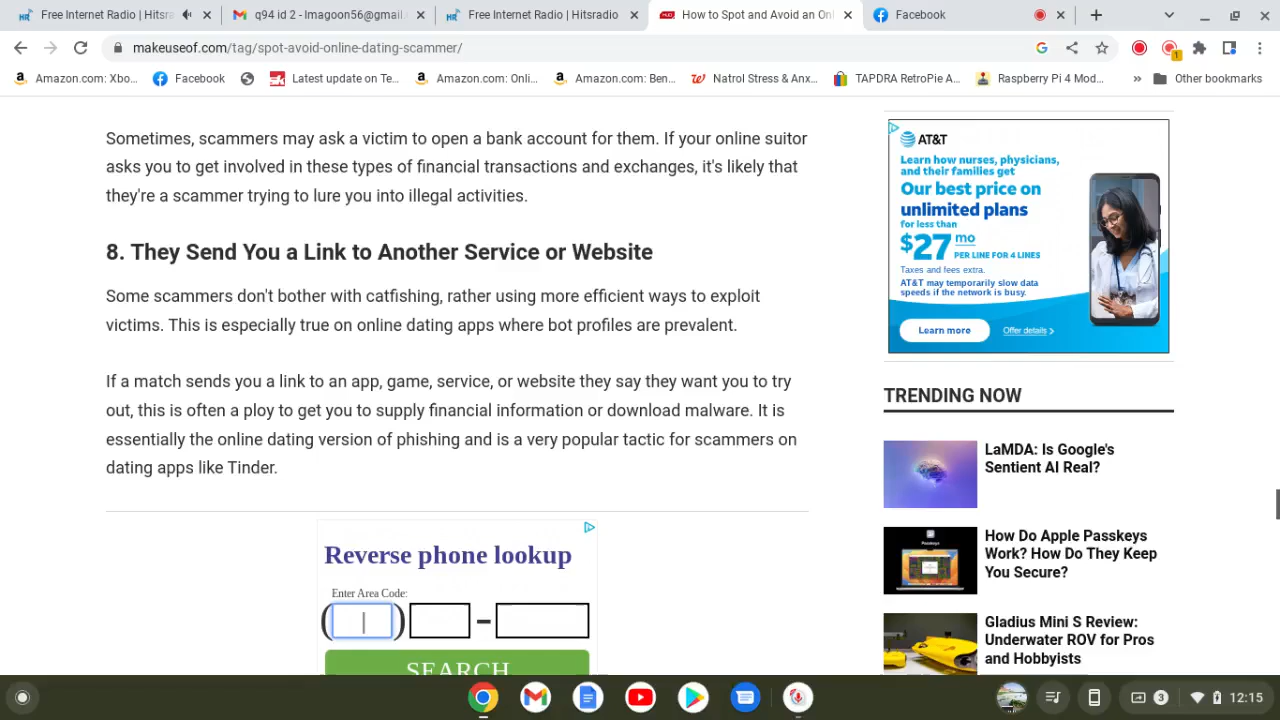 Free Internet Radio | Hitsra
q94 id 2 - lmagoon56@gmail
Free Internet Radio | Hitsradio
How to Spot and Avoid an Onl
Facebook
makeuseof.com/tag/spot-avoid-online-dating-scammer/
1
Amazon.com: Xbo...
Facebook
Latest update on Te...
Amazon.com: Onli...
Amazon.com: Ben...
Natrol Stress & Anx...
TAPDRA RetroPie A...
Raspberry Pi 4 Mod...
»
Other bookmarks
Sometimes, scammers may ask a victim to open a bank account for them. If your online suitor
asks you to get involved in these types of financial transactions and exchanges, it's likely that
they're a scammer trying to lure you into illegal activities.
8. They Send You a Link to Another Service or Website
Some scammers don't bother with catfishing, rather using more efficient ways to exploit
victims. This is especially true on online dating apps where bot profiles are prevalent.
If a match sends you a link to an app, game, service, or website they say they want you to try
out, this is often a ploy to get you to supply financial information or download malware. It is
essentially the online dating version of phishing and is a very popular tactic for scammers on
dating apps like Tinder.
Reverse phone lookup
Enter Area Code:
( ) –
SEARCH
AT&T
Learn how nurses, physicians,
and their families get
Our best price on
unlimited plans
for less than
$27 mo
PER LINE FOR 4 LINES
Taxes and fees extra.
AT&T may temporarily slow data
speeds if the network is busy.
Learn more
Offer details >
TRENDING NOW
LaMDA: Is Google's
Sentient AI Real?
How Do Apple Passkeys
Work? How Do They Keep
You Secure?
Gladius Mini S Review:
Underwater ROV for Pros
and Hobbyists
3
12:15